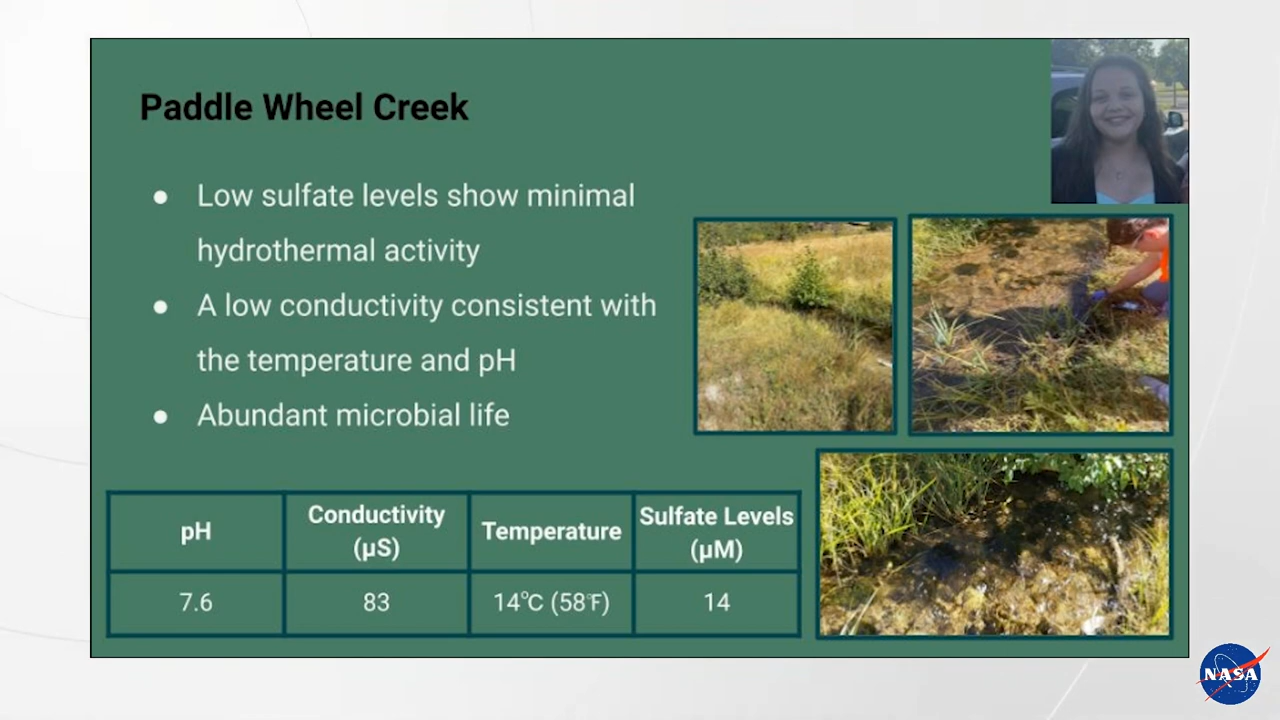 Paddle Wheel Creek
● Low sulfate levels show minimal
hydrothermal activity
● A low conductivity consistent with
the temperature and pH
● Abundant microbial life
pH
Conductivity
(µS)
Temperature
Sulfate Levels
(µM)
7.6
83
14℃ (58℉)
14
NASA